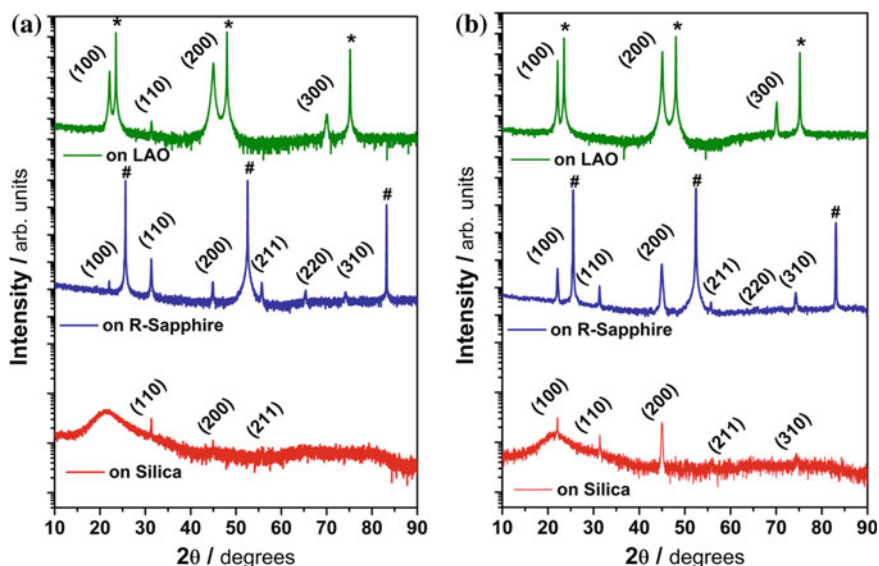 (a)
Intensity / arb. units
(100)
*
(110)
(200)
*
(300)
*
on LAO
(100)
#
(110)
(200)
#
(211)
(220)
(310)
#
on R-Sapphire
(110)
(200)
(211)
on Silica
10 20 30 40 50 60 70 80 90
2θ / degrees
(b)
Intensity / arb. units
(100)
*
(200)
*
(300)
*
on LAO
(100)
#
(110)
(200)
#
(211)
(220)
(310)
#
on R-Sapphire
(100)
(110)
(200)
(211)
(310)
on Silica
10 20 30 40 50 60 70 80 90
2θ / degrees